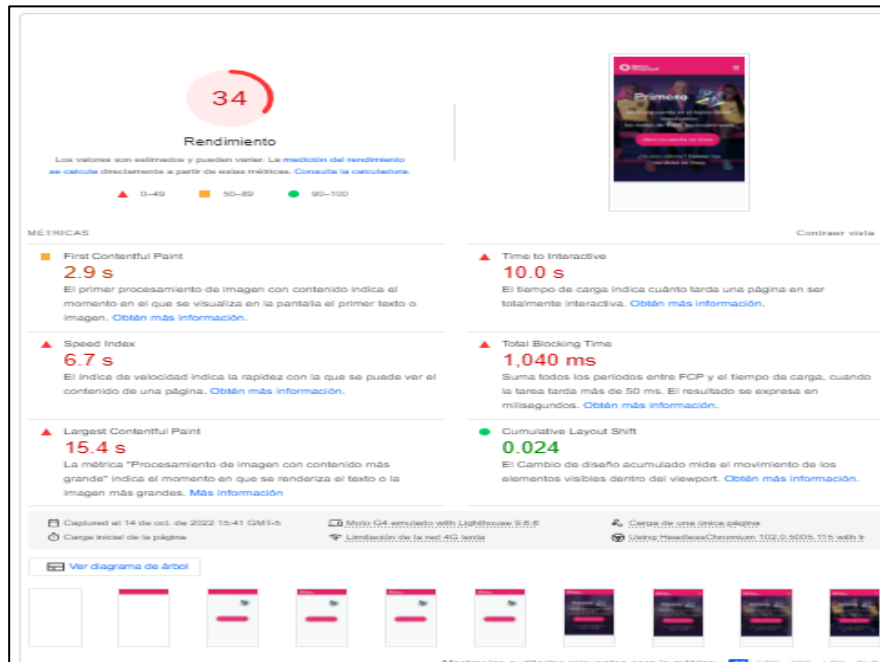 34
Rendimiento
Los valores son estimados y pueden variar. La medición del rendimiento
se calcula directamente a partir de estas métricas. Consulta la calculadora.
0–49
50–89
90–100
Primero
MÉTRICAS
Contraer vista
First Contentful Paint
2.9 s
El primer procesamiento de imagen con contenido indica el
momento en el que se visualiza en la pantalla el primer texto o
imagen. Obtén más información.
Time to Interactive
10.0 s
El tiempo de carga indica cuánto tarda una página en ser
totalmente interactiva. Obtén más información.
Speed Index
6.7 s
El índice de velocidad indica la rapidez con la que se puede ver el
contenido de una página. Obtén más información.
Total Blocking Time
1,040 ms
Suma todos los períodos entre FCP y el tiempo de carga, cuando
la tarea tarda más de 50 ms. El resultado se expresa en
milisegundos. Obtén más información.
Largest Contentful Paint
15.4 s
La métrica "Procesamiento de imagen con contenido más
grande" indica el momento en que se renderiza el texto o la
imagen más grandes. Más información
Cumulative Layout Shift
0.024
El Cambio de diseño acumulado mide el movimiento de los
elementos visibles dentro del viewport. Obtén más información.
Captured at 14 de oct. de 2022 15:41 GMT-5
Moto G4 emulado with Lighthouse 9.6.6
Carga de una única página
Carga inicial de la página
Limitación de la red 4G lenta
Using HeadlessChromium 102.0.5005.115 with lr
Ver diagrama de árbol